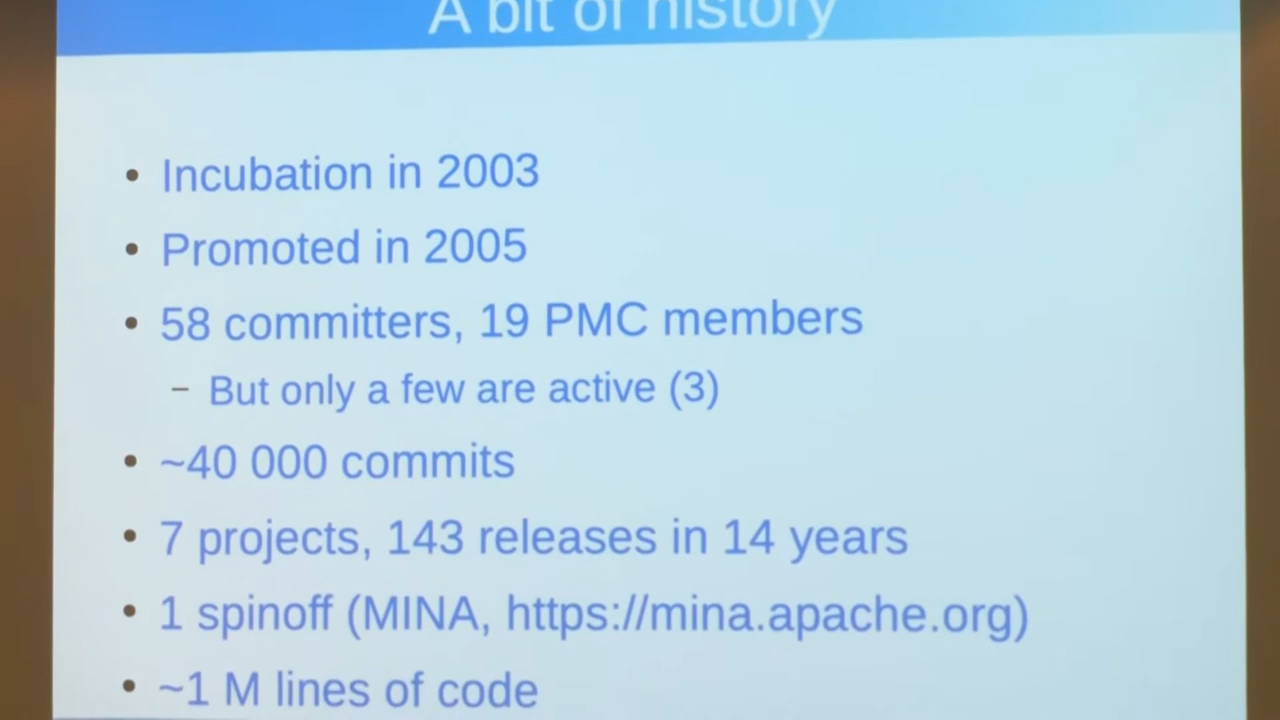 A bit of history
• Incubation in 2003
• Promoted in 2005
• 58 committers, 19 PMC members
– But only a few are active (3)
• ~40 000 commits
• 7 projects, 143 releases in 14 years
• 1 spinoff (MINA, https://mina.apache.org)
• ~1 M lines of code